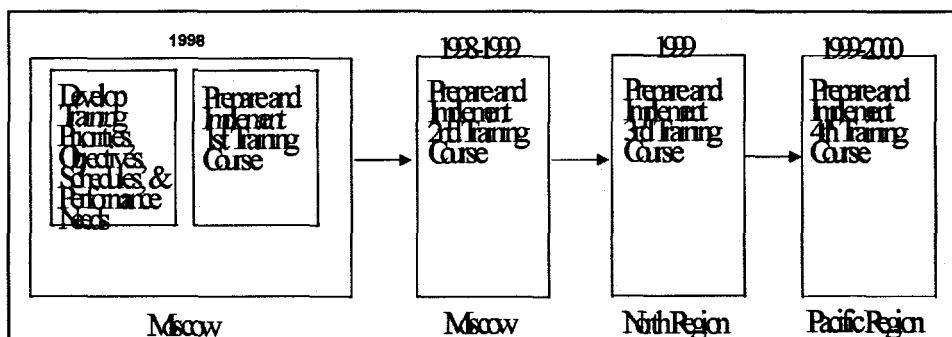 1998
Develop
Training
Priorities,
Objectives,
Schedules, &
Performance
Needs
Prepare and
Implement
1st Training
Course
Moscow
1998-1999
Prepare and
Implement
2nd Training
Course
Moscow
1999
Prepare and
Implement
3rd Training
Course
North Region
1999-2000
Prepare and
Implement
4th Training
Course
Pacific Region